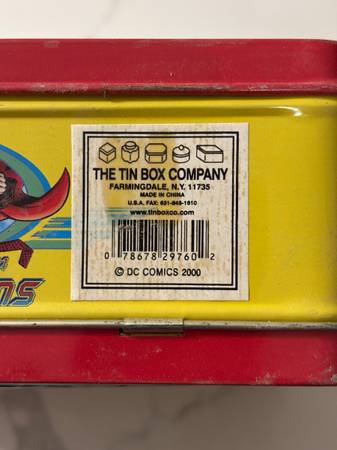 THE TIN BOX COMPANY
FARMINGDALE, N.Y. 11735
MADE IN CHINA
U.S.A. FAX: 631-845-1610
www.tinboxco.com
0 78678 29760 2
© DC COMICS 2000